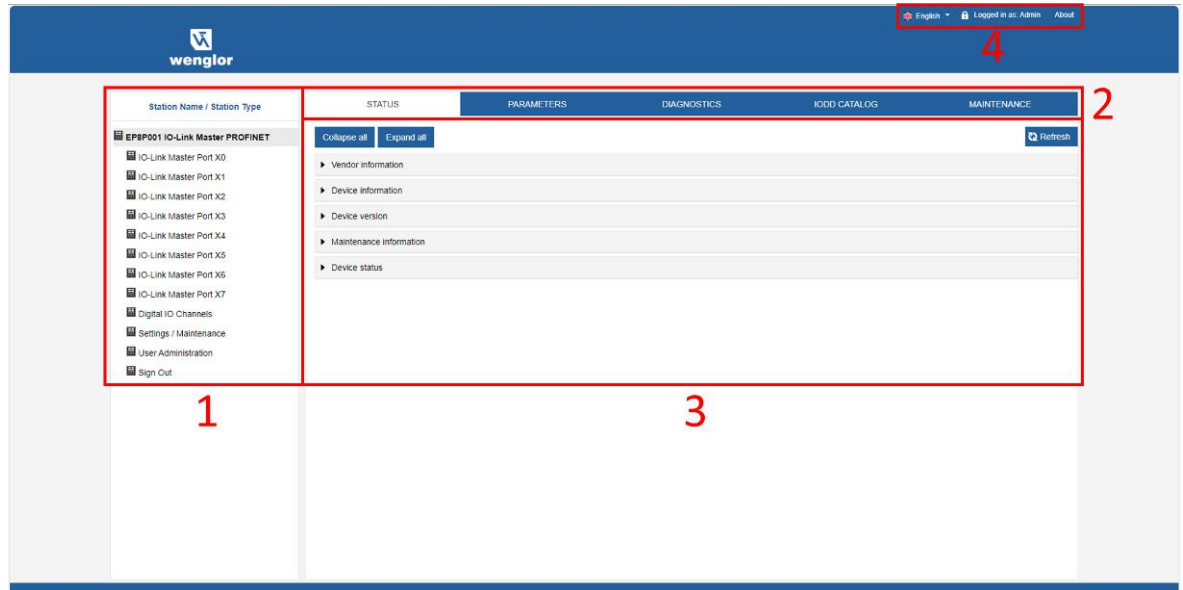 English Logged in as: Admin About
4
wenglor
Station Name / Station Type
STATUS PARAMETERS DIAGNOSTICS IODD CATALOG MAINTENANCE
2
EP8P001 IO-Link Master PROFINET
IO-Link Master Port X0
IO-Link Master Port X1
IO-Link Master Port X2
IO-Link Master Port X3
IO-Link Master Port X4
IO-Link Master Port X5
IO-Link Master Port X6
IO-Link Master Port X7
Digital IO Channels
Settings / Maintenance
User Administration
Sign Out
1
Collapse all Expand all Refresh
Vendor information
Device information
Device version
Maintenance information
Device status
3